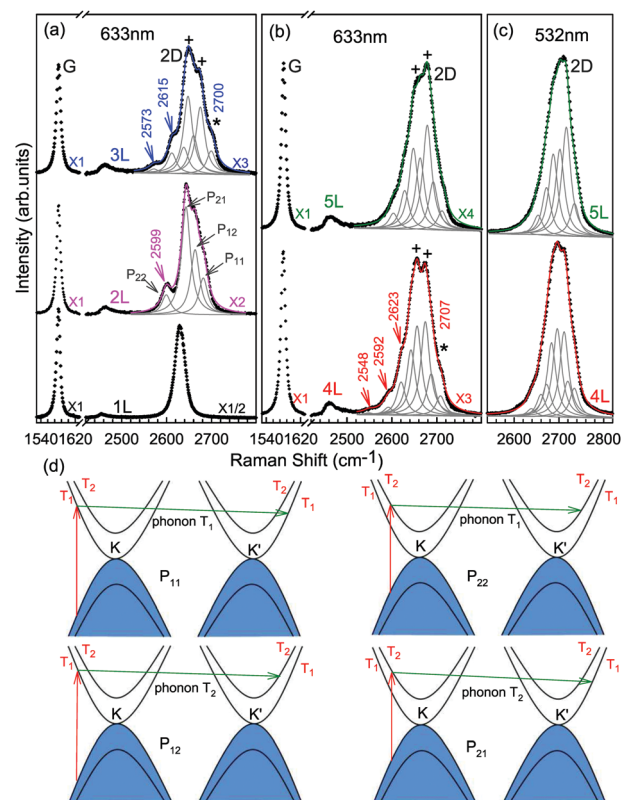 (a)
633nm
G
2D
+
+
2573
2615
2700
*
X1
3L
X3
P21
P12
P11
P22
2599
X1
2L
X2
X1
1L
X1/2
1540
1620
2500
2600
2700
Intensity (arb.units)
(b)
633nm
G
+
+
2D
X1
5L
X4
+
+
2548
2592
2623
2707
*
X1
4L
X3
1540
1620
2500
2600
2700
(c)
532nm
2D
5L
4L
2600
2700
2800
Raman Shift (cm-1)
(d)
T1
T2
T2
T1
phonon T1
K
K'
P11
T1
T2
T2
T1
phonon T1
K
K'
P22
T1
T2
T2
T1
phonon T2
K
K'
P12
T1
T2
T2
T1
phonon T2
K
K'
P21